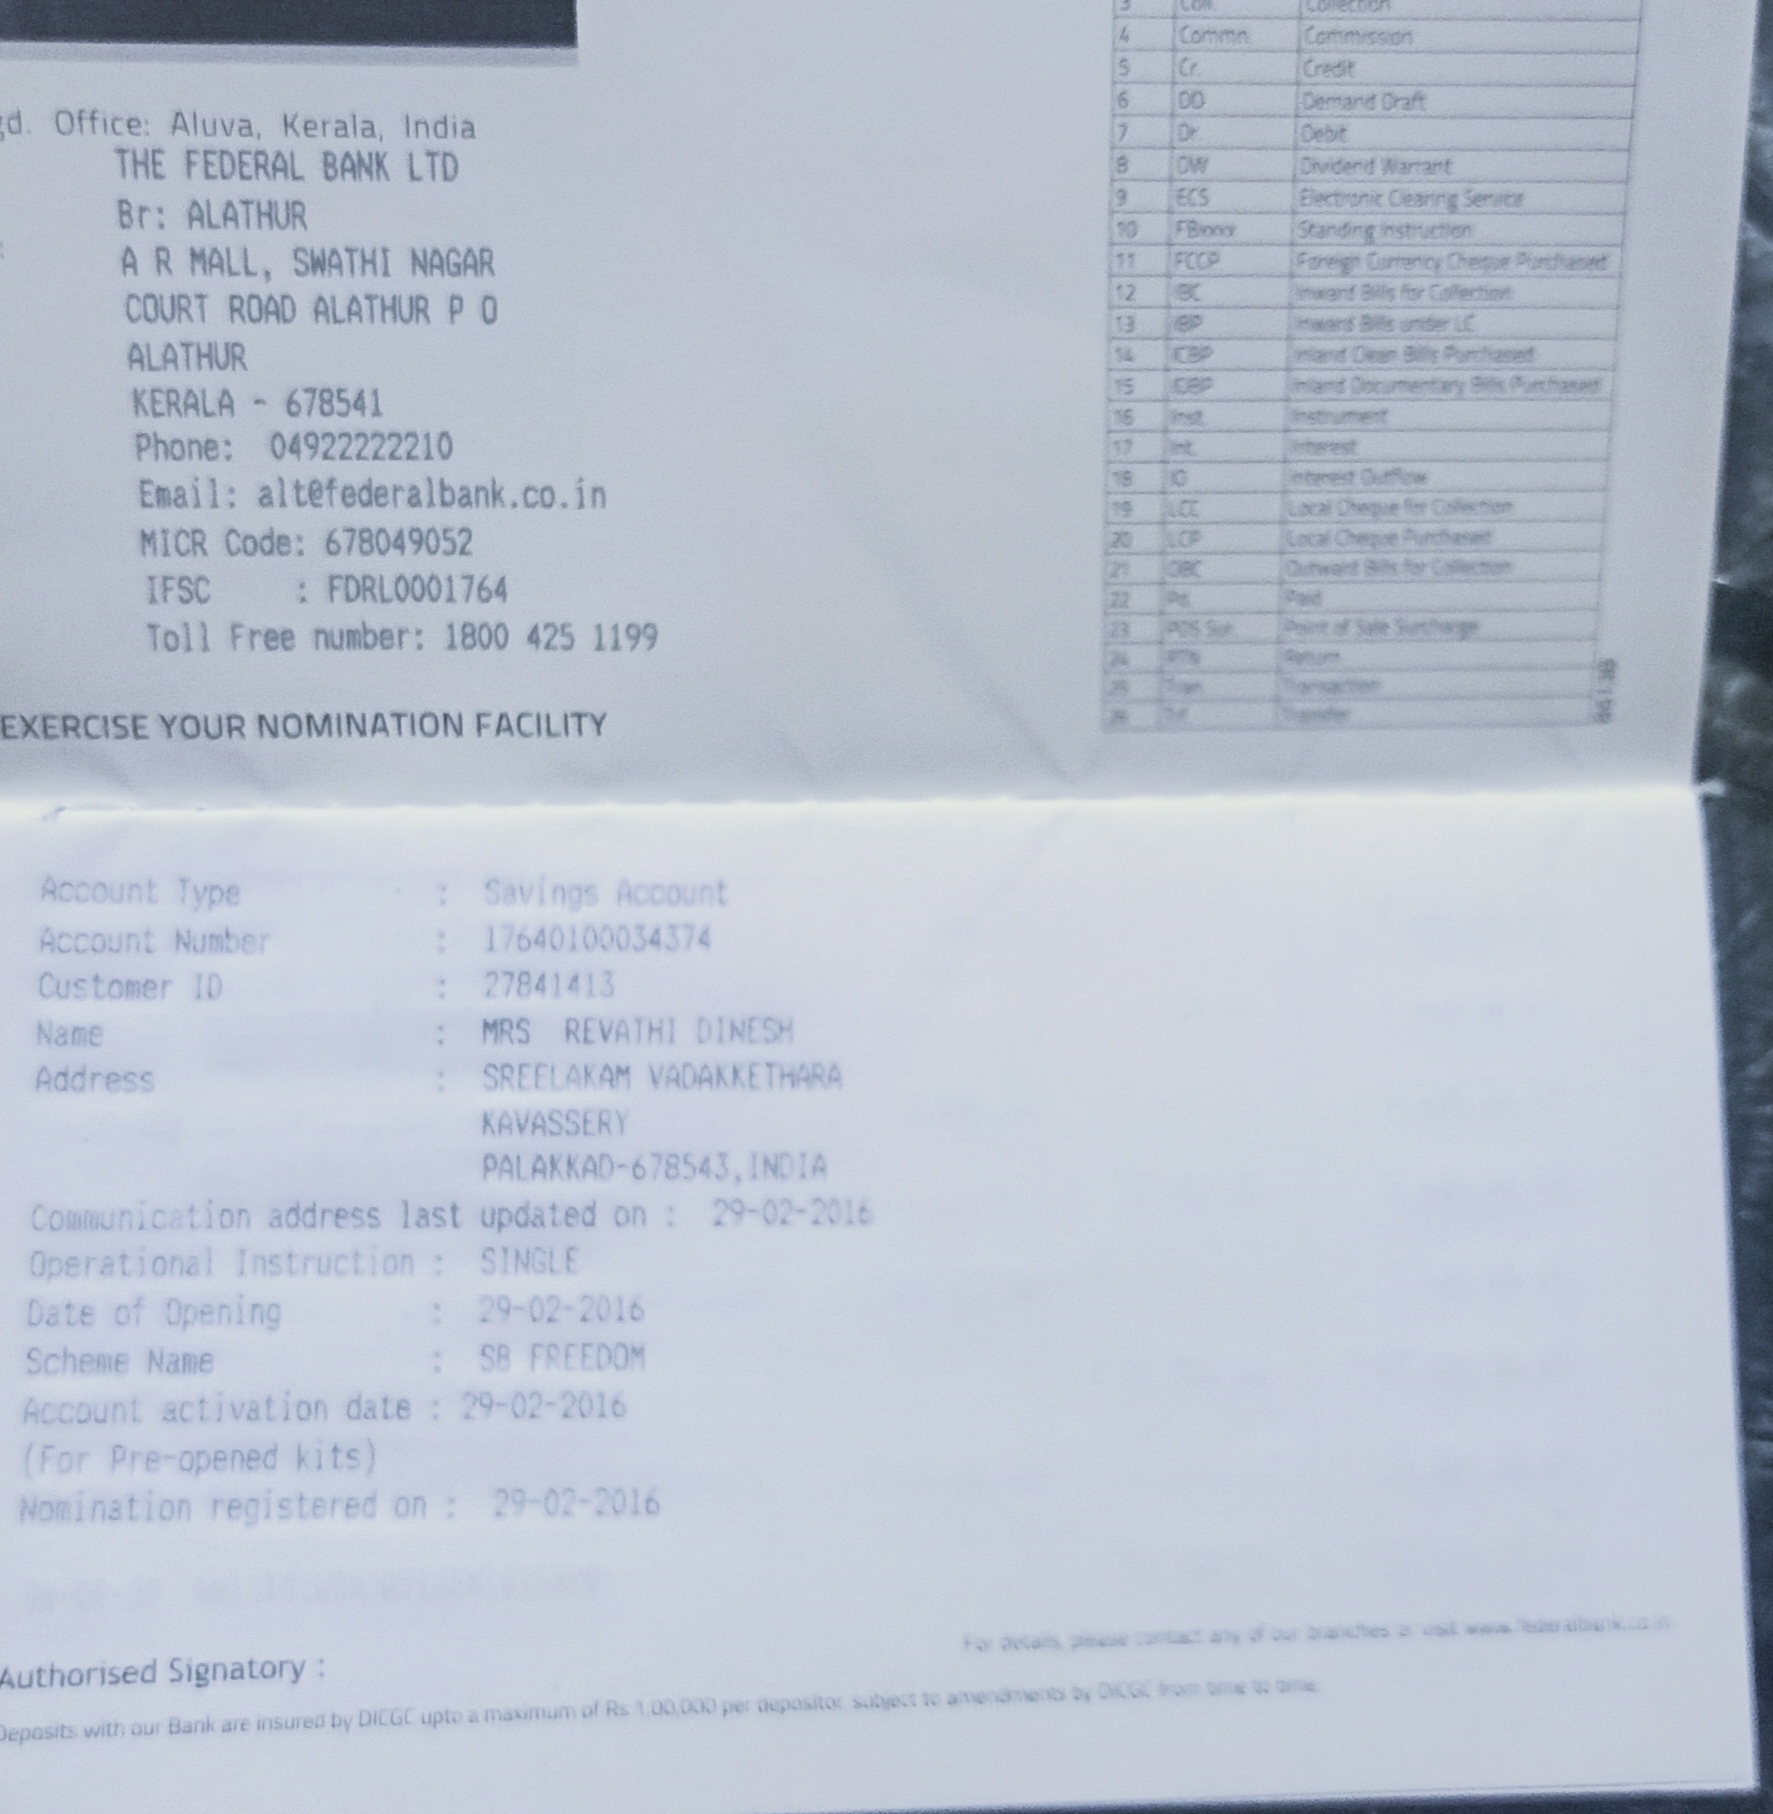 gd. Office: Aluva, Kerala, India
THE FEDERAL BANK LTD
Br: ALATHUR
A R MALL, SWATHI NAGAR
COURT ROAD ALATHUR P O
ALATHUR
KERALA - 678541
Phone: 04922222210
Email: alt@federalbank.co.in
MICR Code: 678049052
IFSC : FDRL0001764
Toll Free number: 1800 425 1199
EXERCISE YOUR NOMINATION FACILITY
3 Coll. Collection
4 Commn. Commission
5 Cr. Credit
6 DD Demand Draft
7 Dr. Debit
8 DW Dividend Warrant
9 ECS Electronic Clearing Service
10 Standing Instruction
11 FCCP Foreign Currency Cheque Purchased
12 IBC Inward Bills for Collection
13 IBP Inward Bills under LC
14 ICBP Inland Clean Bills Purchased
15 IDBP Inland Documentary Bills Purchased
16 Inst. Instrument
17 Int. Interest
18 IO Interest Outflow
19 LCC Local Cheque for Collection
20 LCP Local Cheque Purchased
21 OBC Outward Bills for Collection
22 Pd. Paid
23 POS Sur. Point of Sale Surcharge
24 RTN Return
25 Tran. Transaction
26 Trf. Transfer
Account Type : Savings Account
Account Number : 17640100034374
Customer ID : 27841413
Name : MRS REVATHI DINESH
Address : SREELAKAM VADAKKETHARA
KAVASSERY
PALAKKAD-678543,INDIA
Communication address last updated on : 29-02-2016
Operational Instruction : SINGLE
Date of Opening : 29-02-2016
Scheme Name : SB FREEDOM
Account activation date : 29-02-2016
(For Pre-opened kits)
Nomination registered on : 29-02-2016
For details, please contact any of our branches or visit www.federalbank.co.in
Authorised Signatory :
Deposits with our Bank are insured by DICGC upto a maximum of Rs 1,00,000 per depositor subject to amendments by DICGC from time to time.